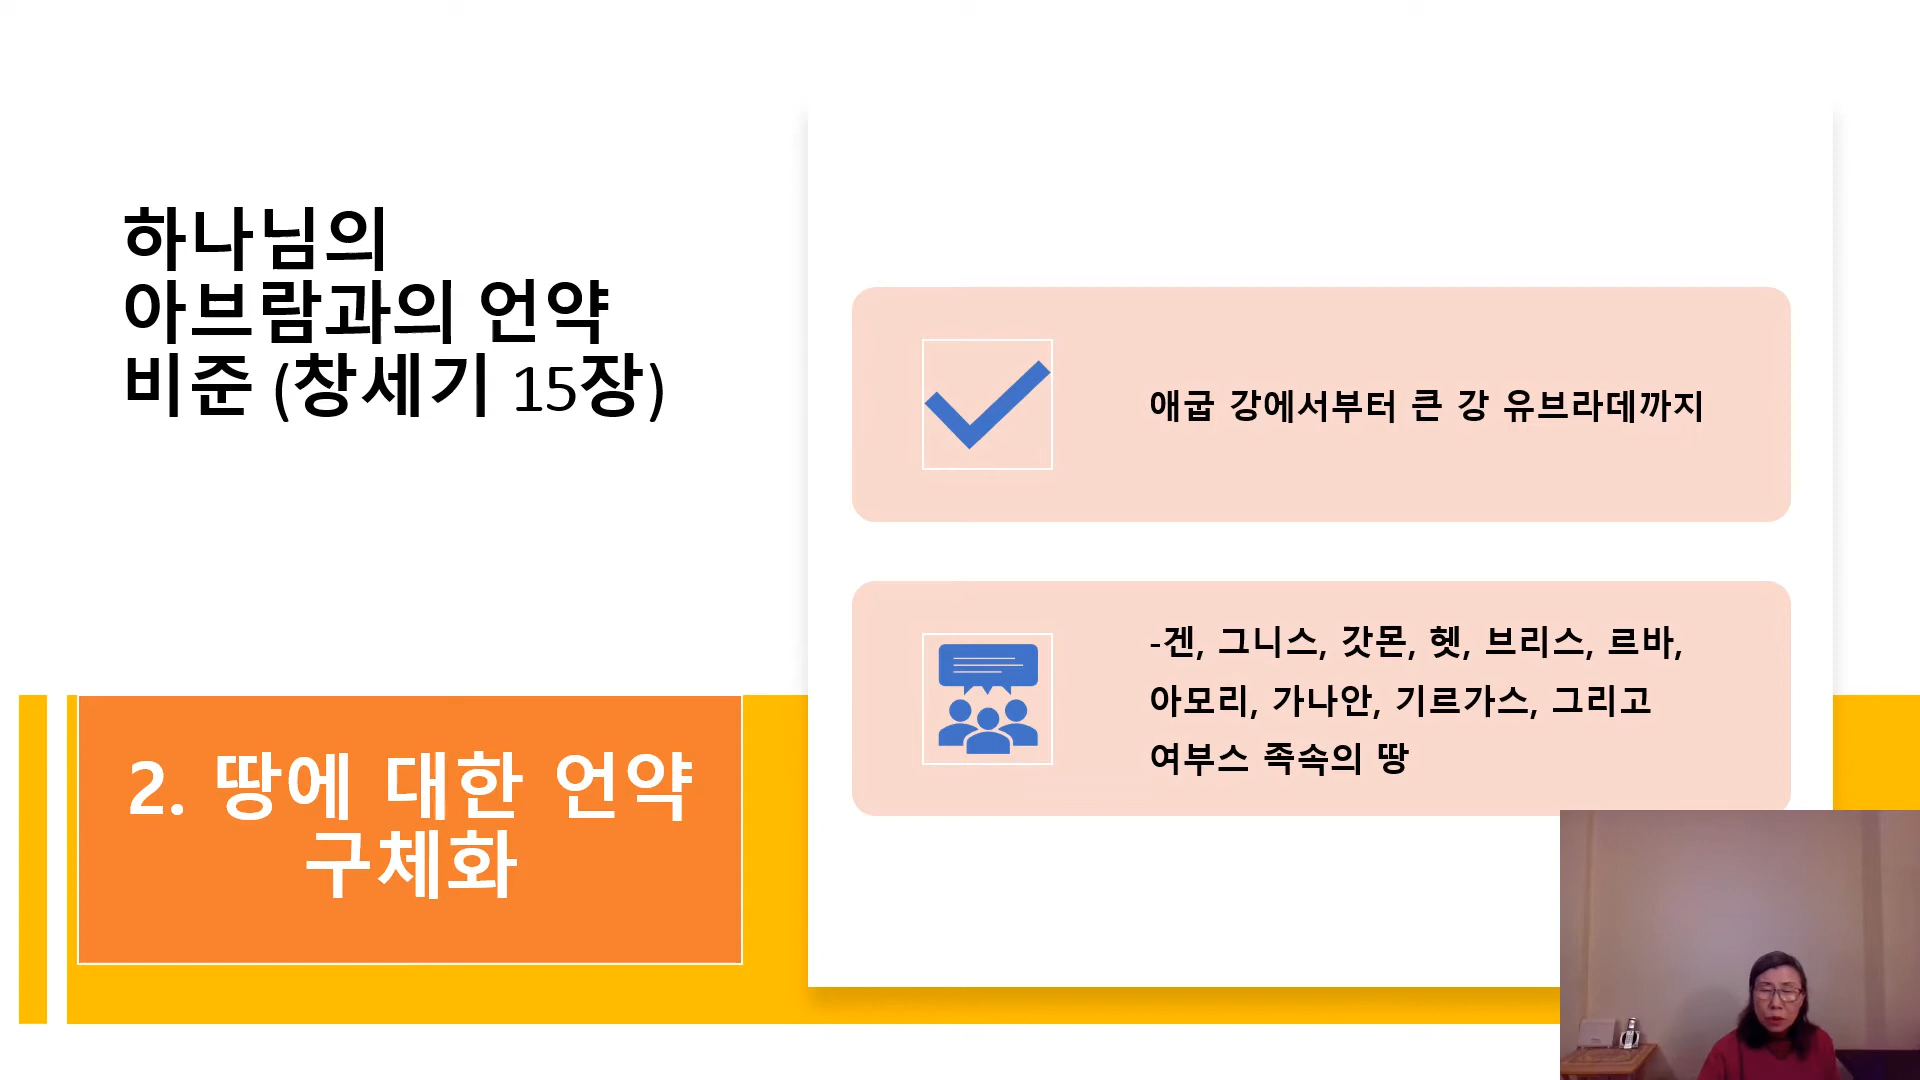 하나님의
아브람과의 언약
비준 (창세기 15장)
2. 땅에 대한 언약
구체화
애굽 강에서부터 큰 강 유브라데까지
-겐, 그니스, 갓몬, 헷, 브리스, 르바,
아모리, 가나안, 기르가스, 그리고
여부스 족속의 땅